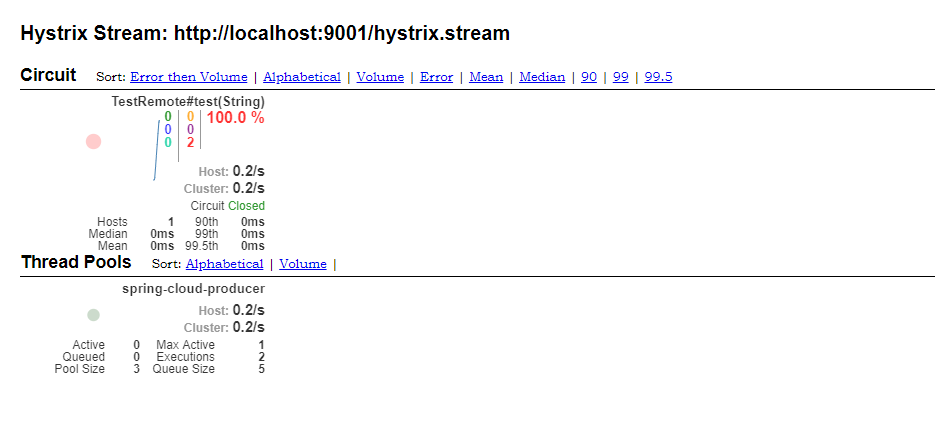 Hystrix Stream: http://localhost:9001/hystrix.stream
Circuit Sort: Error then Volume | Alphabetical | Volume | Error | Mean | Median | 90 | 99 | 99.5
TestRemote#test(String)
0 0 100.0 %
0 0
0 2
Host: 0.2/s
Cluster: 0.2/s
Circuit Closed
Hosts 1 90th 0ms
Median 0ms 99th 0ms
Mean 0ms 99.5th 0ms
Thread Pools Sort: Alphabetical | Volume |
spring-cloud-producer
Host: 0.2/s
Cluster: 0.2/s
Active 0 Max Active 1
Queued 0 Executions 2
Pool Size 3 Queue Size 5